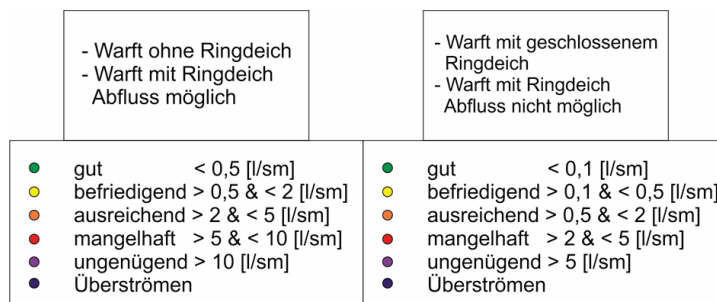 - Warft ohne Ringdeich
- Warft mit Ringdeich
Abfluss möglich
- Warft mit geschlossenem
Ringdeich
- Warft mit Ringdeich
Abfluss nicht möglich
gut < 0,5 [l/sm]
befriedigend > 0,5 & < 2 [l/sm]
ausreichend > 2 & < 5 [l/sm]
mangelhaft > 5 & < 10 [l/sm]
ungenügend > 10 [l/sm]
Überströmen
gut < 0,1 [l/sm]
befriedigend > 0,1 & < 0,5 [l/sm]
ausreichend > 0,5 & < 2 [l/sm]
mangelhaft > 2 & < 5 [l/sm]
ungenügend > 5 [l/sm]
Überströmen